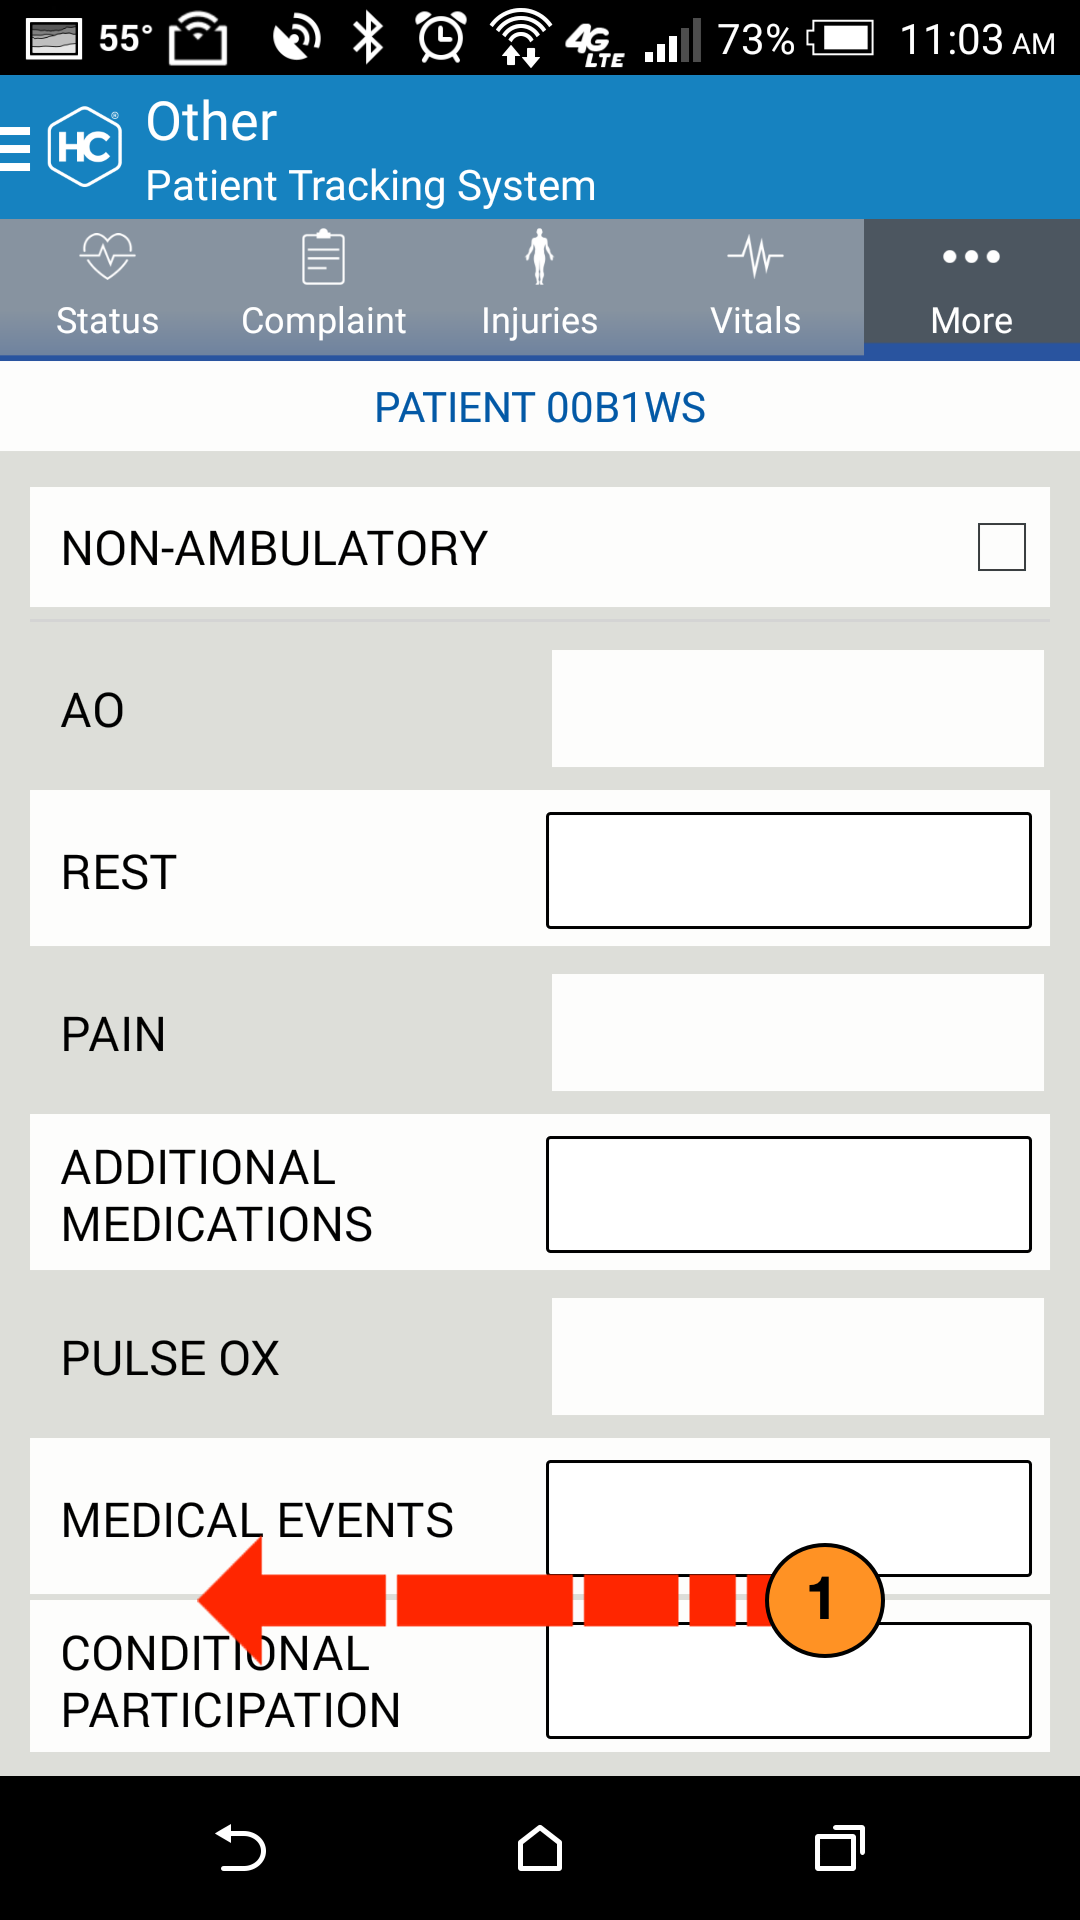 55° 4G LTE 73% 11:03 AM
HC® Other
Patient Tracking System
Status Complaint Injuries Vitals More
PATIENT 00B1WS
NON-AMBULATORY
AO
REST
PAIN
ADDITIONAL
MEDICATIONS
PULSE OX
MEDICAL EVENTS
1
CONDITIONAL
PARTICIPATION